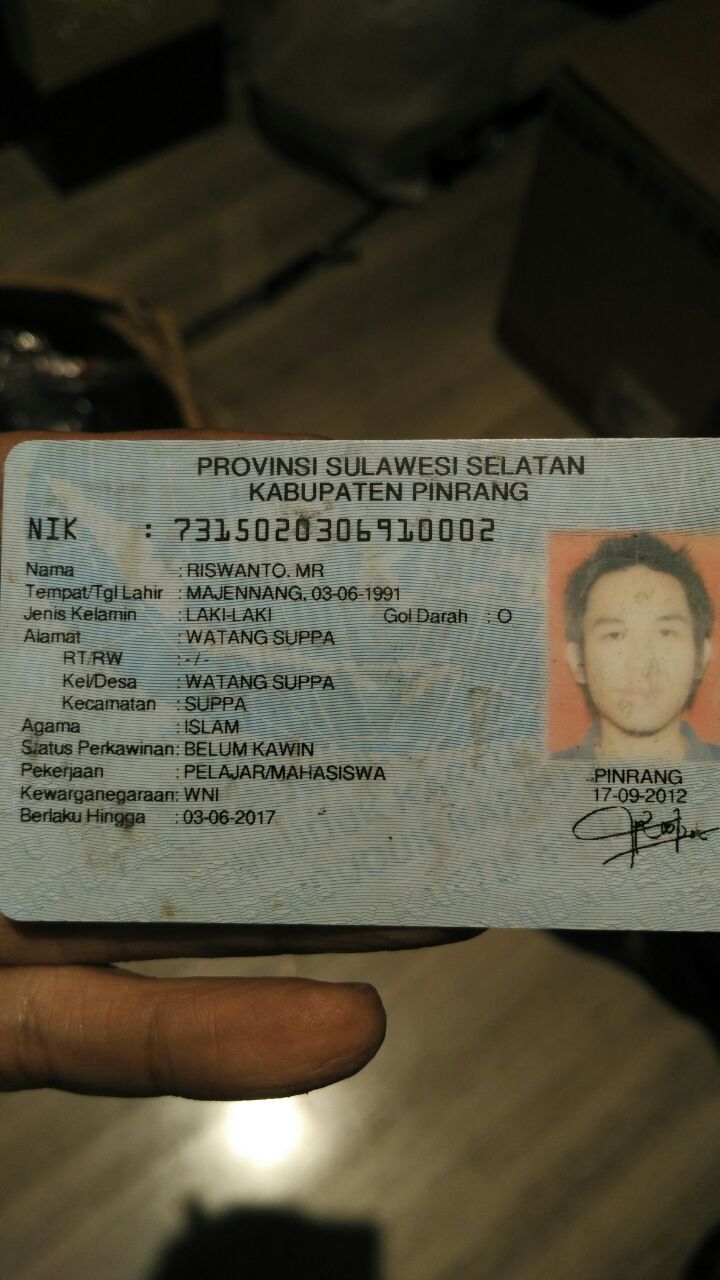 PROVINSI SULAWESI SELATAN
KABUPATEN PINRANG
NIK : 7315020306910002
Nama : RISWANTO. MR
Tempat/Tgl Lahir : MAJENNANG, 03-06-1991
Jenis Kelamin : LAKI-LAKI Gol Darah : O
Alamat : WATANG SUPPA
RT/RW : -/-
Kel/Desa : WATANG SUPPA
Kecamatan : SUPPA
Agama : ISLAM
Status Perkawinan: BELUM KAWIN
Pekerjaan : PELAJAR/MAHASISWA
Kewarganegaraan: WNI
Berlaku Hingga : 03-06-2017
PINRANG
17-09-2012